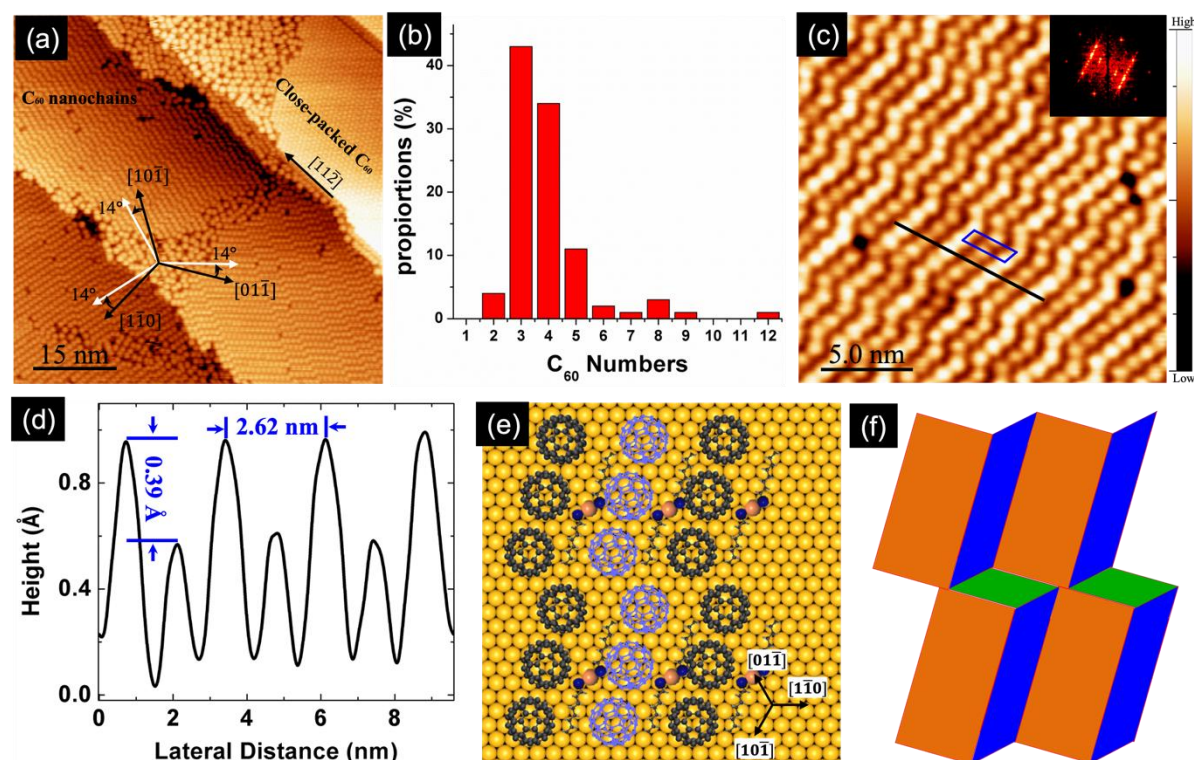 (a)
C₆₀ nanochains
Close-packed C₆₀
[112̄]
[101̄]
14°
14°
[011̄]
14°
[11̄0]
15 nm
(b)
propiortions (%)
40
30
20
10
0
1 2 3 4 5 6 7 8 9 10 11 12
C₆₀ Numbers
(c)
5.0 nm
High
Low
(d)
2.62 nm
0.39 Å
Height (Å)
0.8
0.4
0.0
0 2 4 6 8
Lateral Distance (nm)
(e)
[011̄]
[11̄0]
[101̄]
(f)